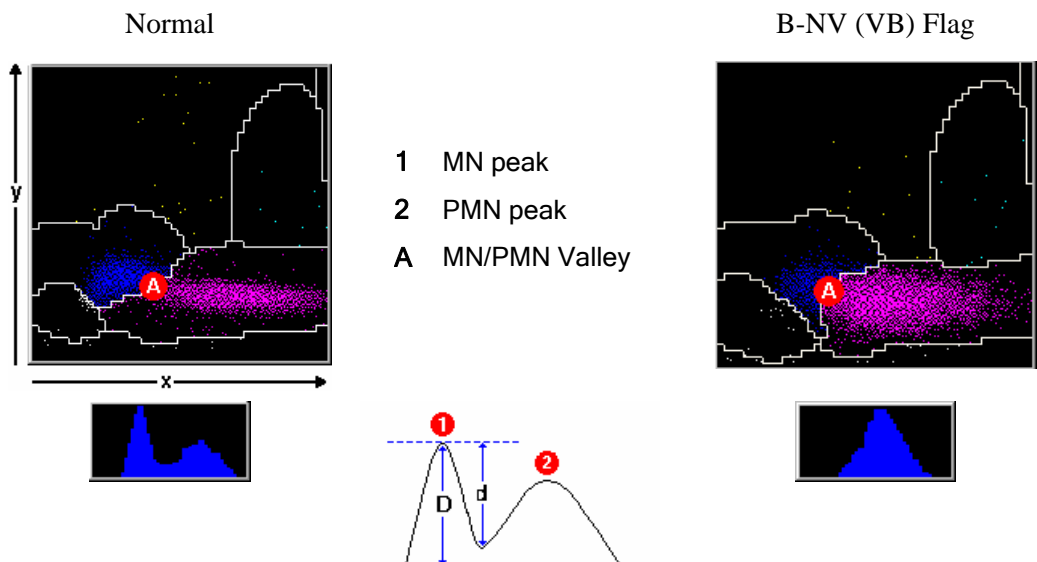 Normal
B-NV (VB) Flag
y
A
1 MN peak
2 PMN peak
A MN/PMN Valley
A
x
1
2
D
d